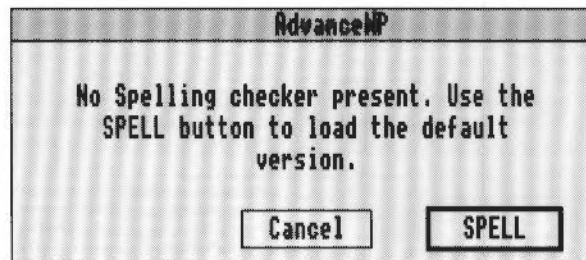 AdvanceWP
No Spelling checker present. Use the
SPELL button to load the default
version.
Cancel
SPELL